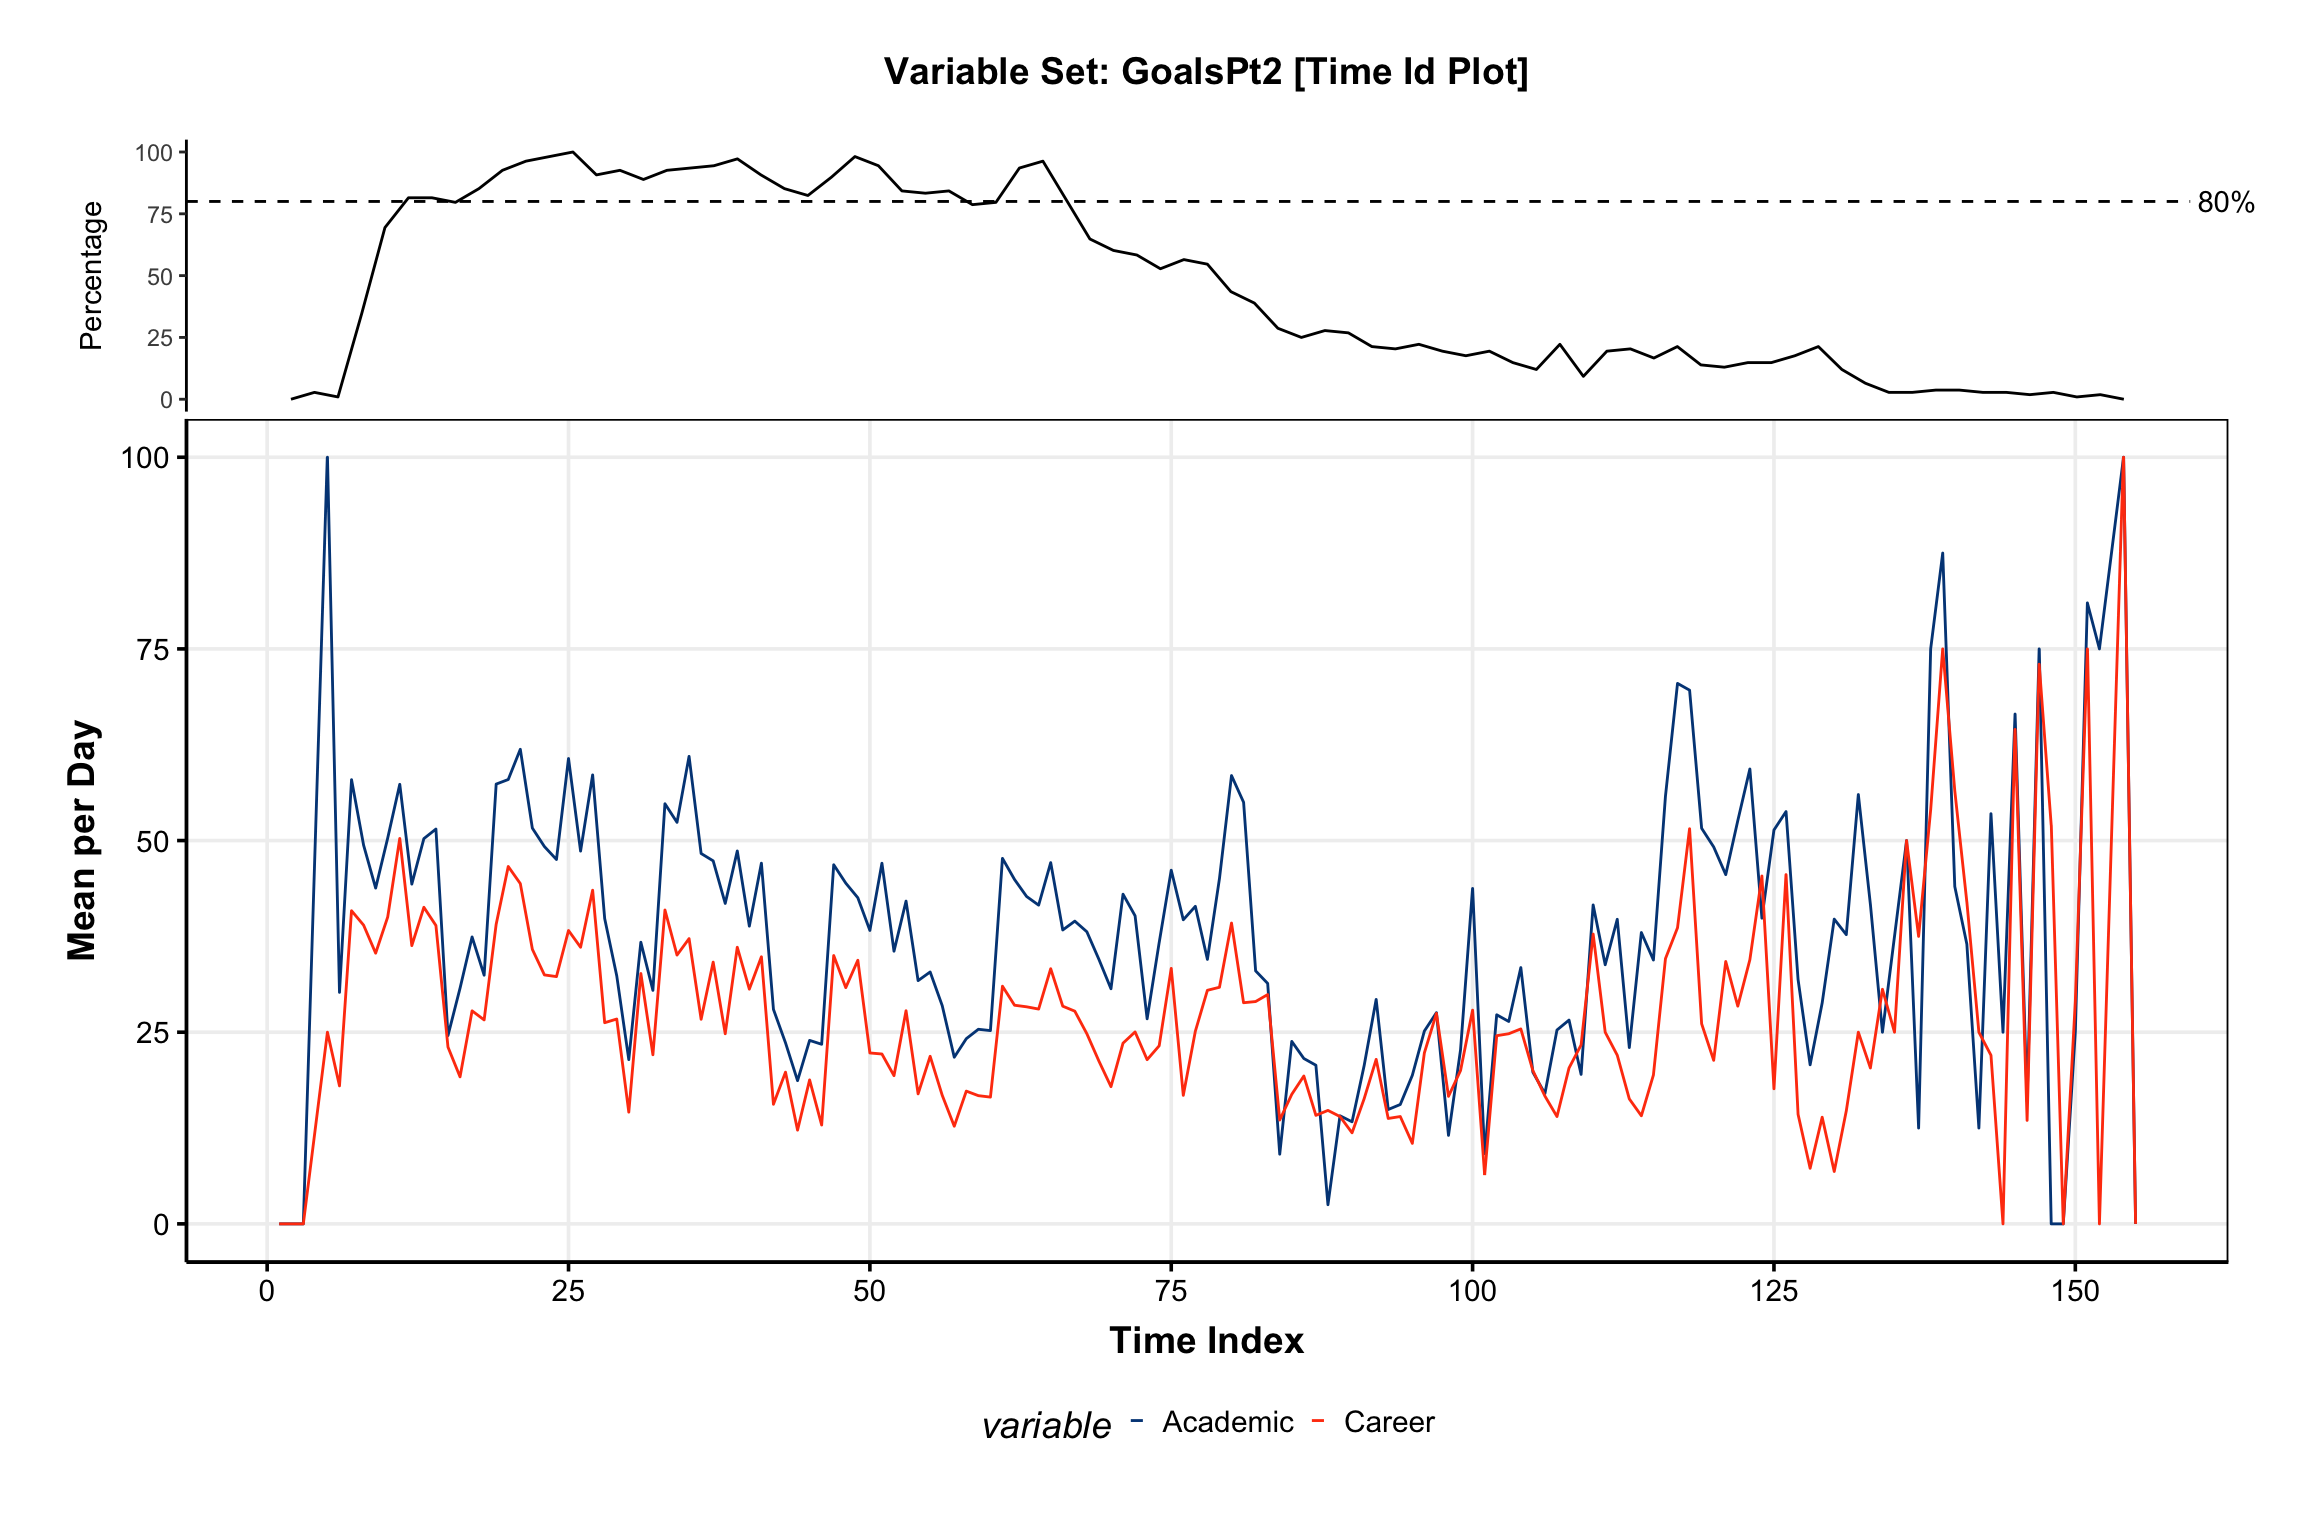 Variable Set: GoalsPt2 [Time Id Plot]
Percentage
100
75
50
25
0
80%
Mean per Day
100
75
50
25
0
0 25 50 75 100 125 150
Time Index
variable Academic Career